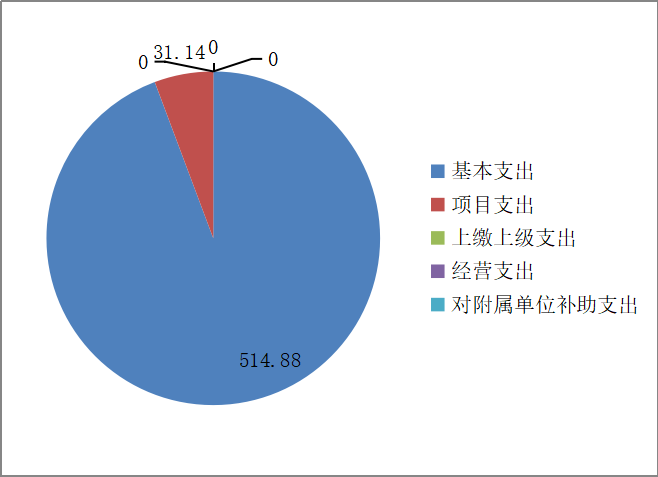 0
31.14
0
0
514.88
基本支出
项目支出
上缴上级支出
经营支出
对附属单位补助支出